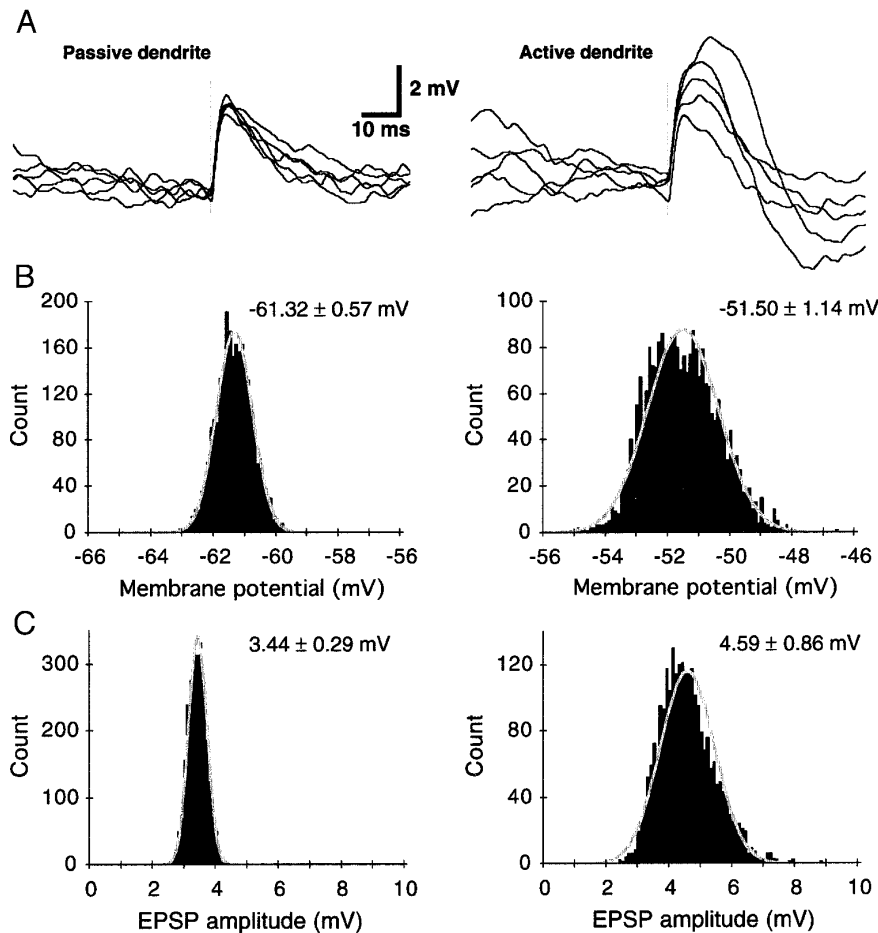 A
Passive dendrite
Active dendrite
2 mV
10 ms
B
200
160
120
80
40
0
Count
-61.32 ± 0.57 mV
-66 -64 -62 -60 -58 -56
Membrane potential (mV)
100
80
60
40
20
0
Count
-51.50 ± 1.14 mV
-56 -54 -52 -50 -48 -46
Membrane potential (mV)
C
300
200
100
0
Count
3.44 ± 0.29 mV
0 2 4 6 8 10
EPSP amplitude (mV)
120
80
40
0
Count
4.59 ± 0.86 mV
0 2 4 6 8 10
EPSP amplitude (mV)